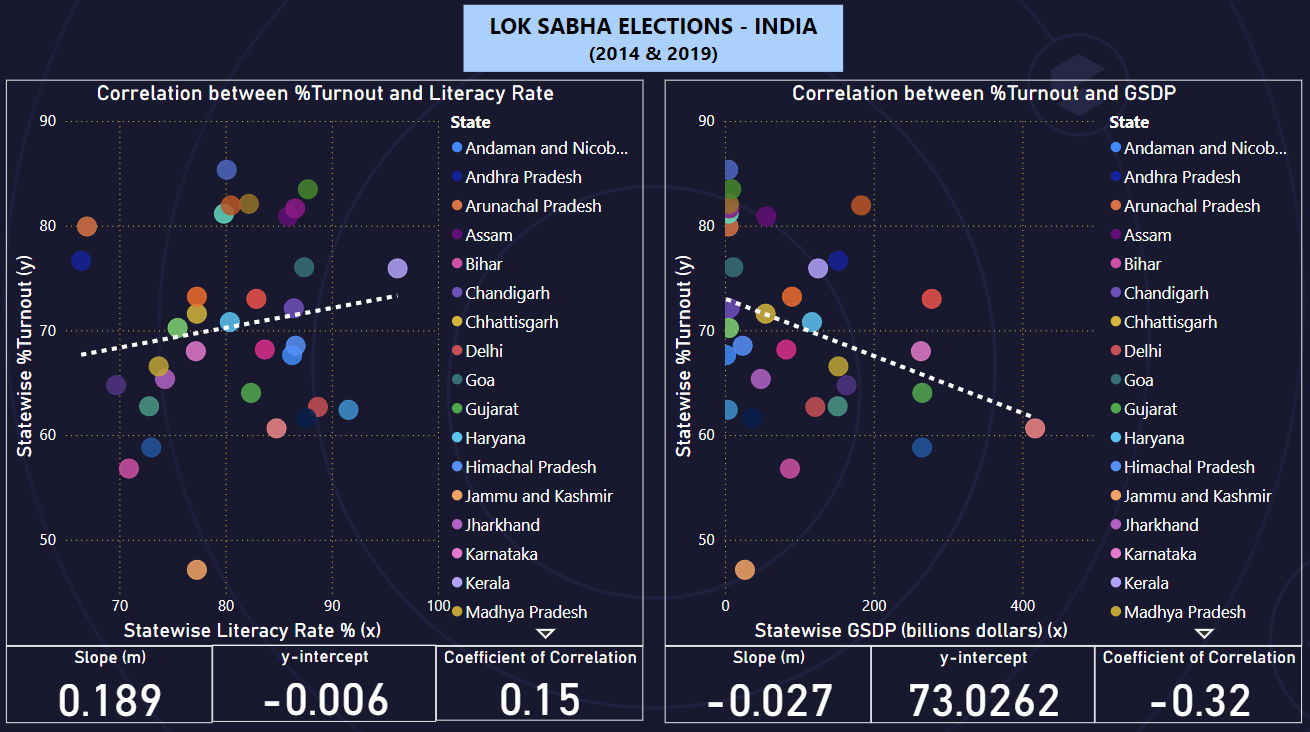 LOK SABHA ELECTIONS - INDIA
(2014 & 2019)
Correlation between %Turnout and Literacy Rate
Statewise %Turnout (y)
90
80
70
60
50
70
80
90
100
Statewise Literacy Rate % (x)
State
Andaman and Nicob...
Andhra Pradesh
Arunachal Pradesh
Assam
Bihar
Chandigarh
Chhattisgarh
Delhi
Goa
Gujarat
Haryana
Himachal Pradesh
Jammu and Kashmir
Jharkhand
Karnataka
Kerala
Madhya Pradesh
Slope (m)
0.189
y-intercept
-0.006
Coefficient of Correlation
0.15
Correlation between %Turnout and GSDP
Statewise %Turnout (y)
90
80
70
60
50
0
200
400
Statewise GSDP (billions dollars) (x)
State
Andaman and Nicob...
Andhra Pradesh
Arunachal Pradesh
Assam
Bihar
Chandigarh
Chhattisgarh
Delhi
Goa
Gujarat
Haryana
Himachal Pradesh
Jammu and Kashmir
Jharkhand
Karnataka
Kerala
Madhya Pradesh
Slope (m)
-0.027
y-intercept
73.0262
Coefficient of Correlation
-0.32